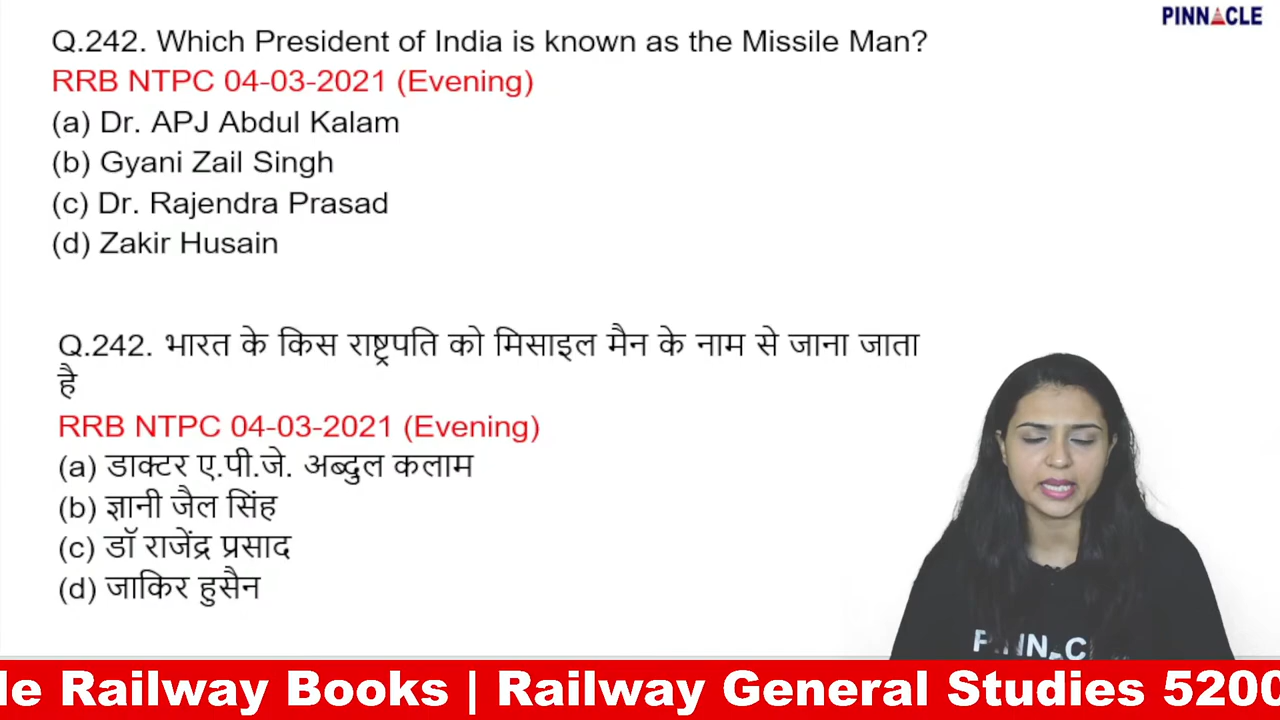 PINNACLE
Q.242. Which President of India is known as the Missile Man?
RRB NTPC 04-03-2021 (Evening)
(a) Dr. APJ Abdul Kalam
(b) Gyani Zail Singh
(c) Dr. Rajendra Prasad
(d) Zakir Husain
Q.242. भारत के किस राष्ट्रपति को मिसाइल मैन के नाम से जाना जाता
है
RRB NTPC 04-03-2021 (Evening)
(a) डाक्टर ए.पी.जे. अब्दुल कलाम
(b) ज्ञानी जैल सिंह
(c) डॉ राजेंद्र प्रसाद
(d) जाकिर हुसैन
le Railway Books | Railway General Studies 5200